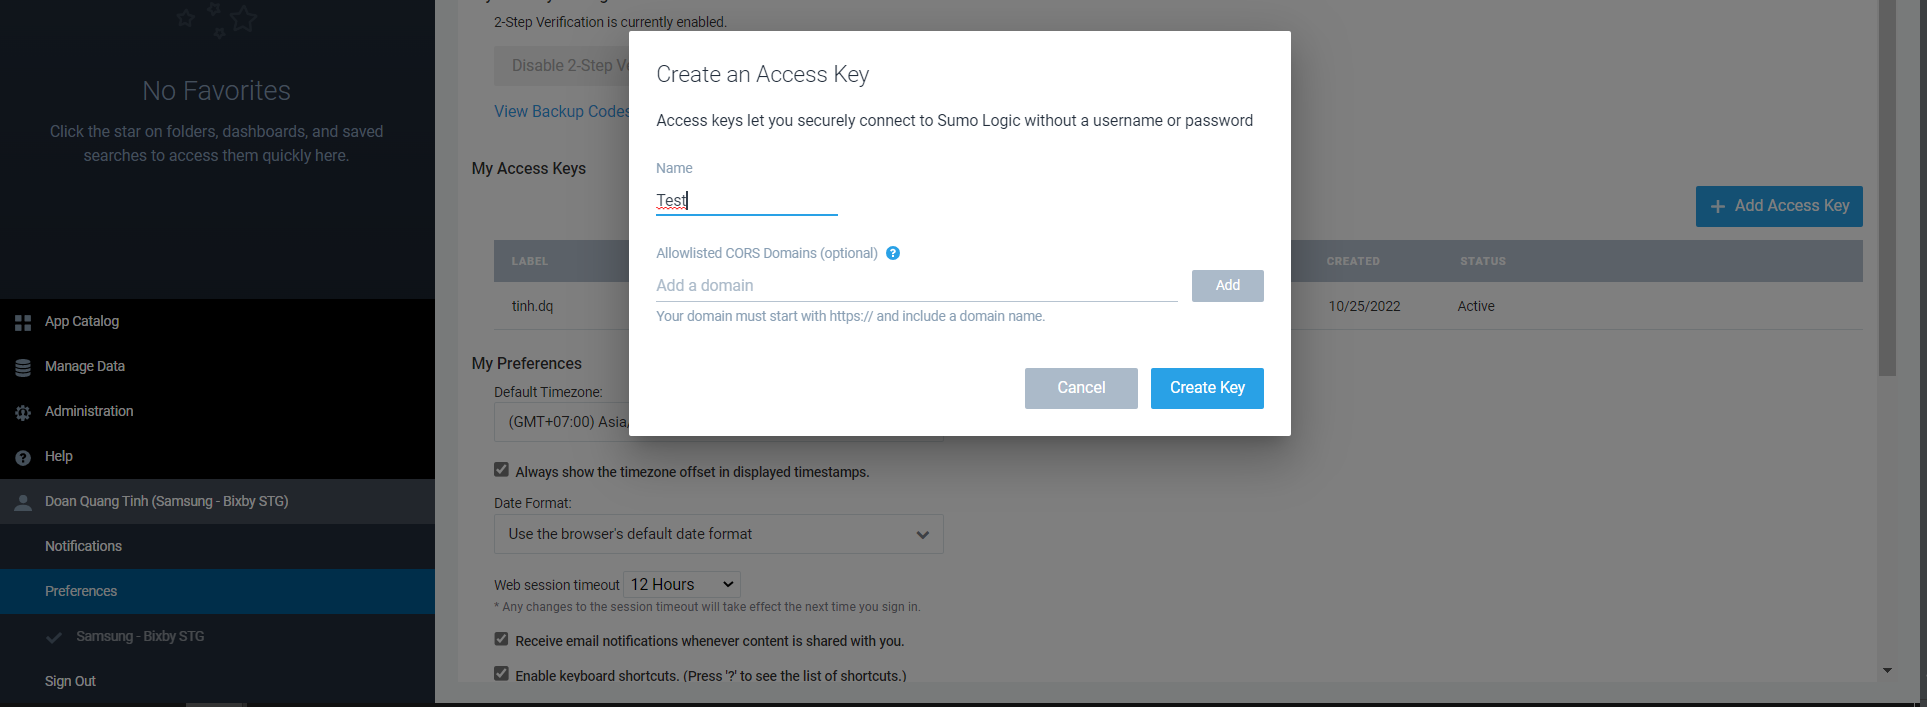 No Favorites
Click the star on folders, dashboards, and saved
searches to access them quickly here.
App Catalog
Manage Data
Administration
Help
Doan Quang Tinh (Samsung - Bixby STG)
Notifications
Preferences
Samsung - Bixby STG
Sign Out
2-Step Verification is currently enabled.
Disable 2-Step
View Backup Codes
My Access Keys
+ Add Access Key
LABEL CREATED STATUS
tinh.dq 10/25/2022 Active
My Preferences
Default Timezone:
(GMT+07:00) Asia/
Always show the timezone offset in displayed timestamps.
Date Format:
Use the browser's default date format
Web session timeout 12 Hours
* Any changes to the session timeout will take effect the next time you sign in.
Receive email notifications whenever content is shared with you.
Enable keyboard shortcuts. (Press '?' to see the list of shortcuts.)
Create an Access Key
Access keys let you securely connect to Sumo Logic without a username or password
Name
Test
Allowlisted CORS Domains (optional) ?
Add a domain
Add
Your domain must start with https:// and include a domain name.
Cancel
Create Key